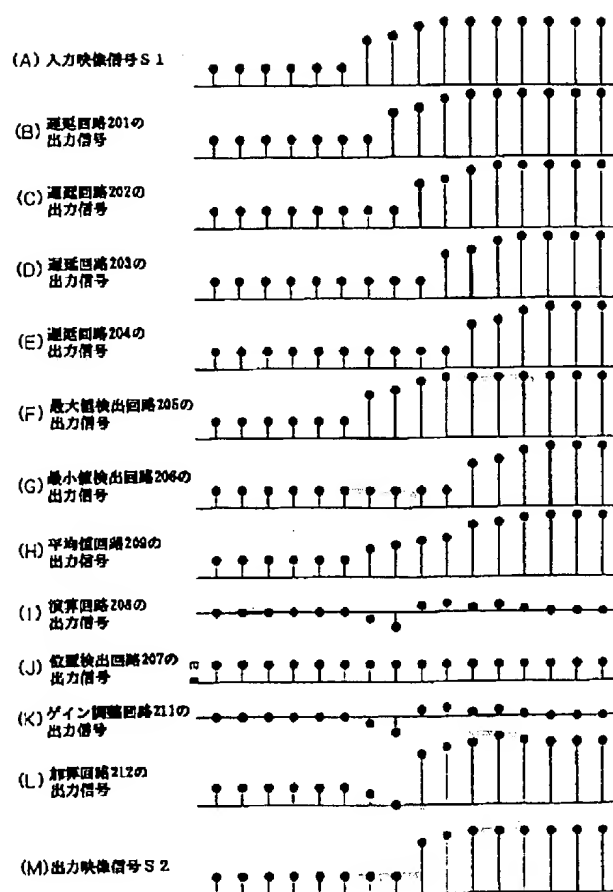 (A) 入力映像信号S1
(B) 遅延回路201の
出力信号
(C) 遅延回路202の
出力信号
(D) 遅延回路203の
出力信号
(E) 遅延回路204の
出力信号
(F) 最大値検出回路205の
出力信号
(G) 最小値検出回路206の
出力信号
(H) 平均値回路209の
出力信号
(I) 演算回路208の
出力信号
(J) 位置検出回路207の
出力信号
(K) ゲイン調整回路211の
出力信号
(L) 加算回路212の
出力信号
(M) 出力映像信号S2